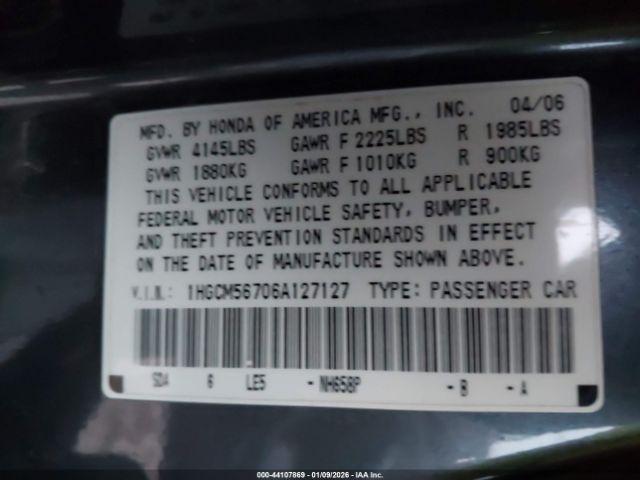 MFD. BY HONDA OF AMERICA MFG., INC. 04/06
GVWR 4145LBS GAWR F 2225LBS R 1985LBS
GVWR 1880KG GAWR F 1010KG R 900KG
THIS VEHICLE CONFORMS TO ALL APPLICABLE
FEDERAL MOTOR VEHICLE SAFETY, BUMPER,
AND THEFT PREVENTION STANDARDS IN EFFECT
ON THE DATE OF MANUFACTURE SHOWN ABOVE.
V.I.N.: 1HGCM56706A127127 TYPE: PASSENGER CAR
SDA 6 LE5 - NH658P - B - A
000-44107869 - 01/09/2026 - IAA Inc.